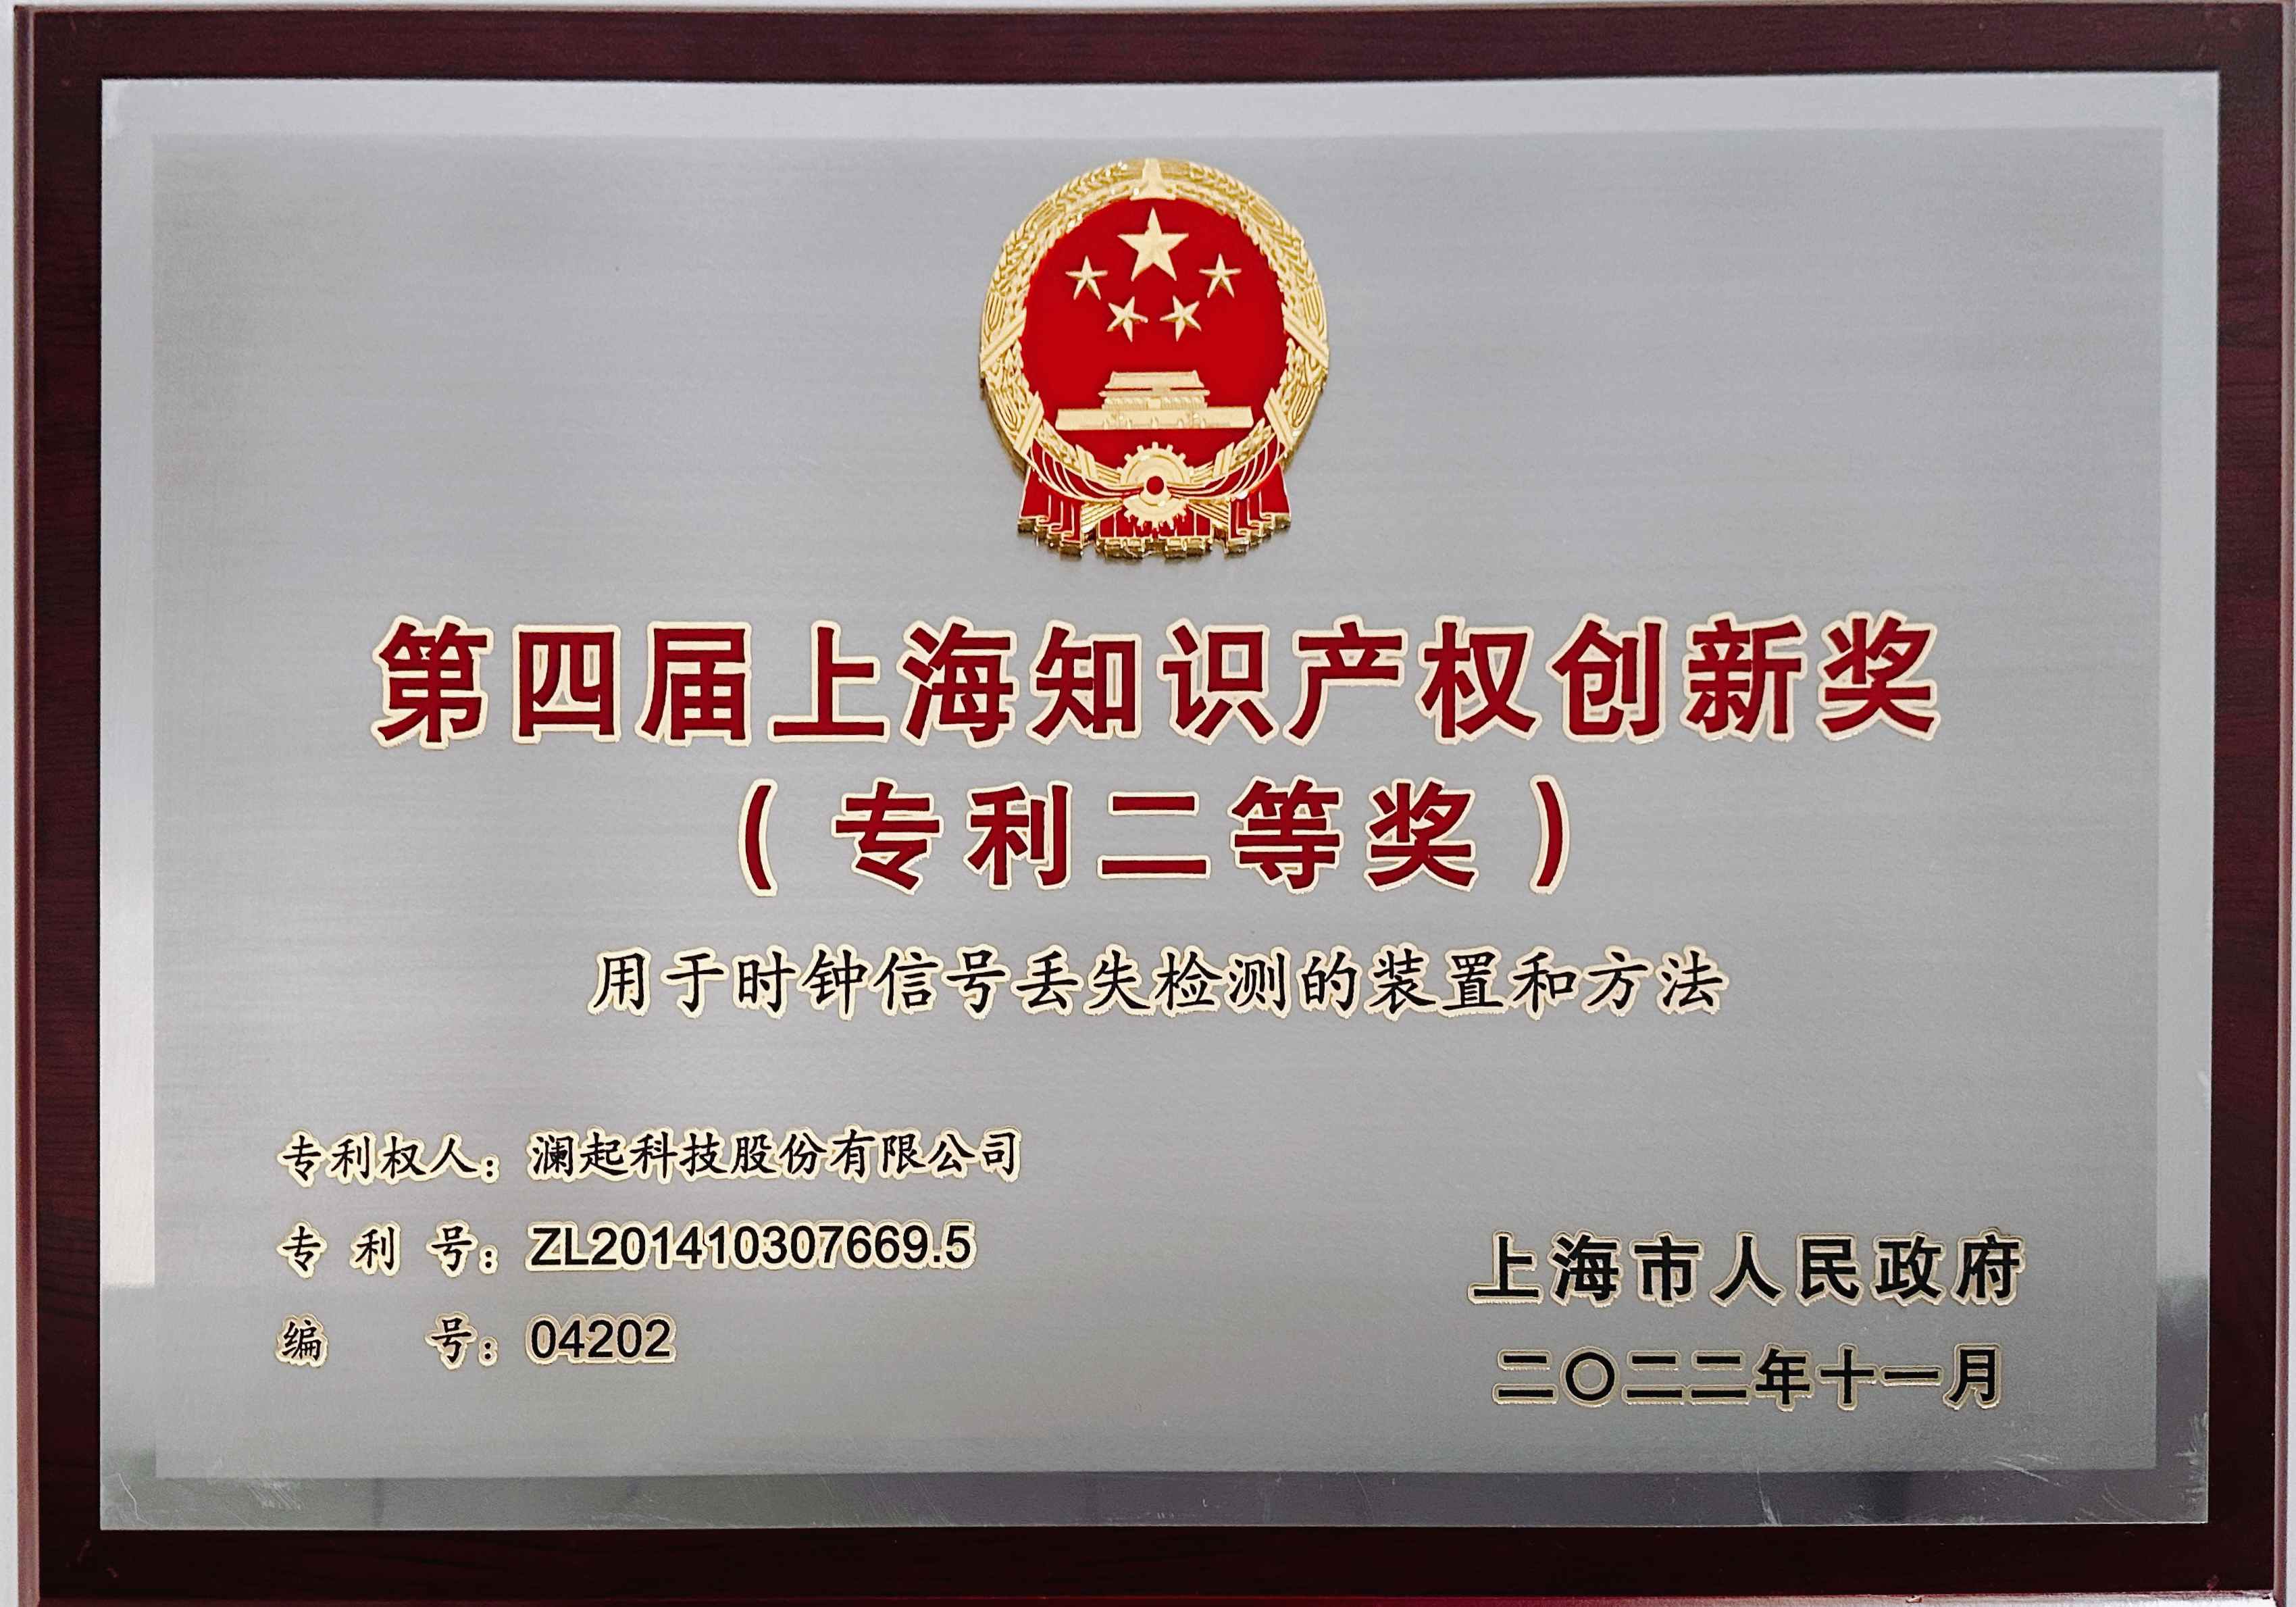 第四届上海知识产权创新奖
（专利二等奖）
用于时钟信号丢失检测的装置和方法
专利权人：澜起科技股份有限公司
专利号：ZL201410307669.5
编号：04202
上海市人民政府
二〇二二年十一月